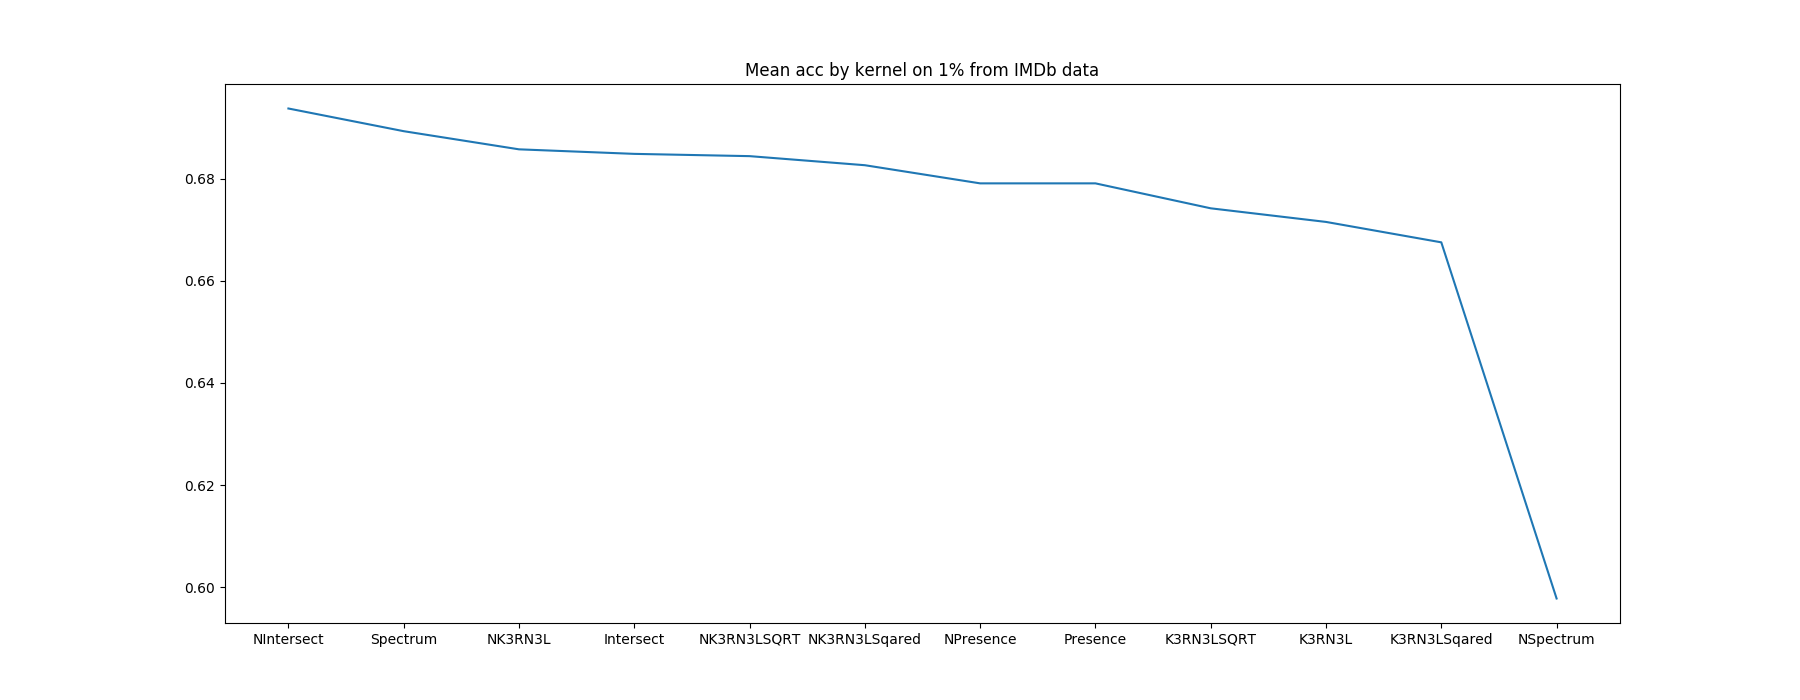 Mean acc by kernel on 1% from IMDb data
0.68
0.66
0.64
0.62
0.60
NIntersect Spectrum NK3RN3L Intersect NK3RN3LSQRT NK3RN3LSqared NPresence Presence K3RN3LSQRT K3RN3L K3RN3LSqared NSpectrum